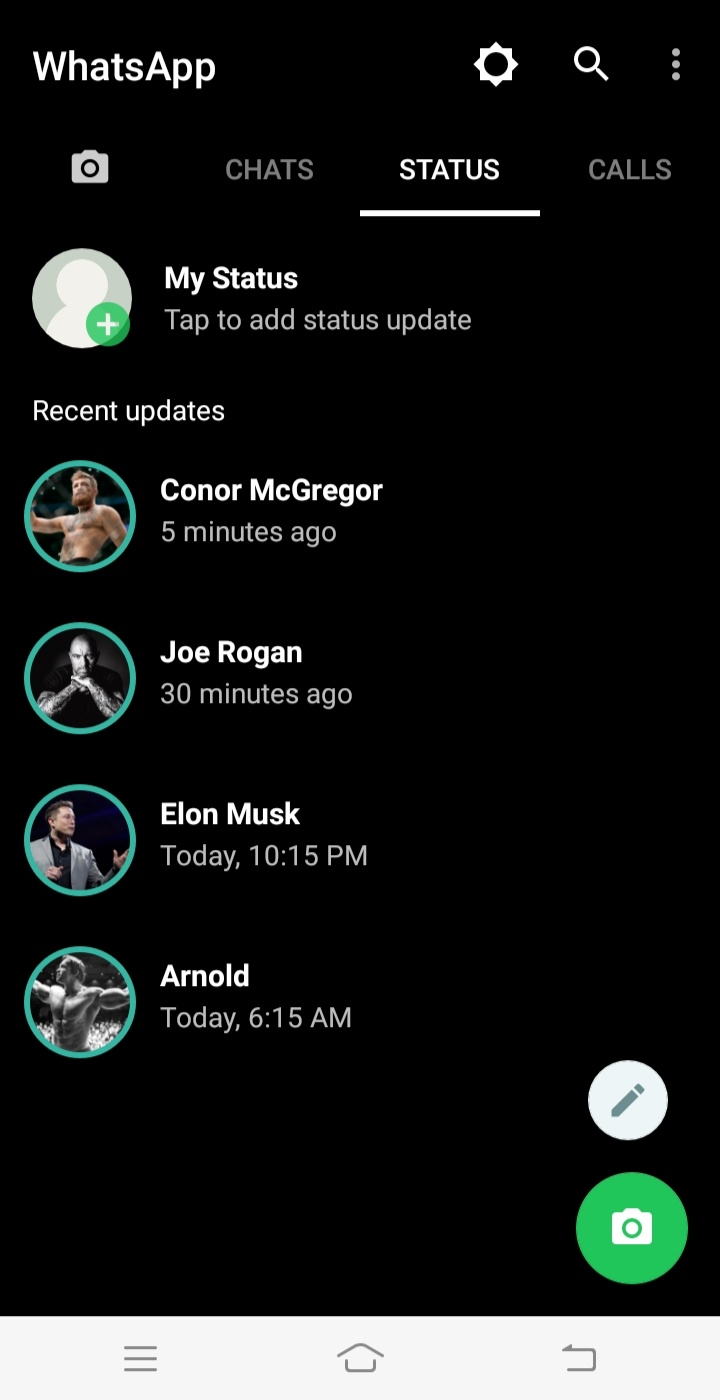 WhatsApp
CHATS STATUS CALLS
My Status
Tap to add status update
Recent updates
Conor McGregor
5 minutes ago
Joe Rogan
30 minutes ago
Elon Musk
Today, 10:15 PM
Arnold
Today, 6:15 AM